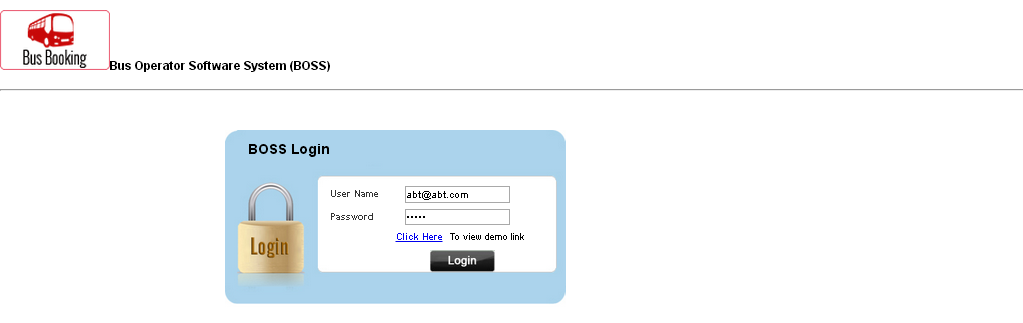 Bus Booking
Bus Operator Software System (BOSS)
BOSS Login
Login
User Name abt@abt.com
Password •••••
Click Here To view demo link
Login